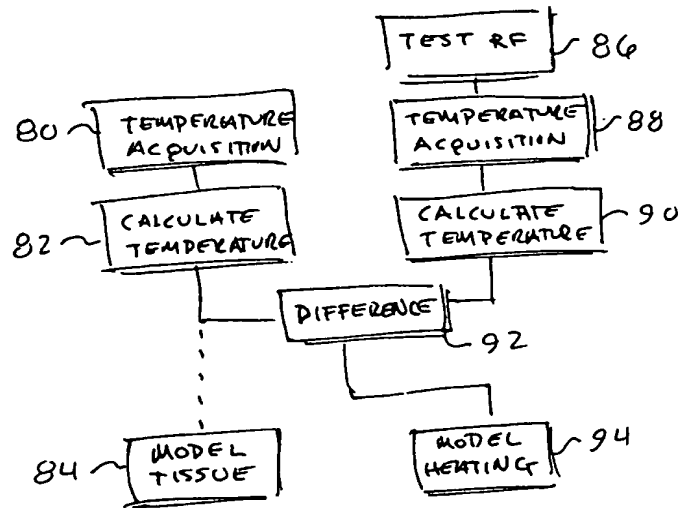 TEST RF
86
80
TEMPERATURE
ACQUISITION
TEMPERATURE
ACQUISITION
88
82
CALCULATE
TEMPERATURE
CALCULATE
TEMPERATURE
90
DIFFERENCE
92
84
MODEL
TISSUE
MODEL
HEATING
94